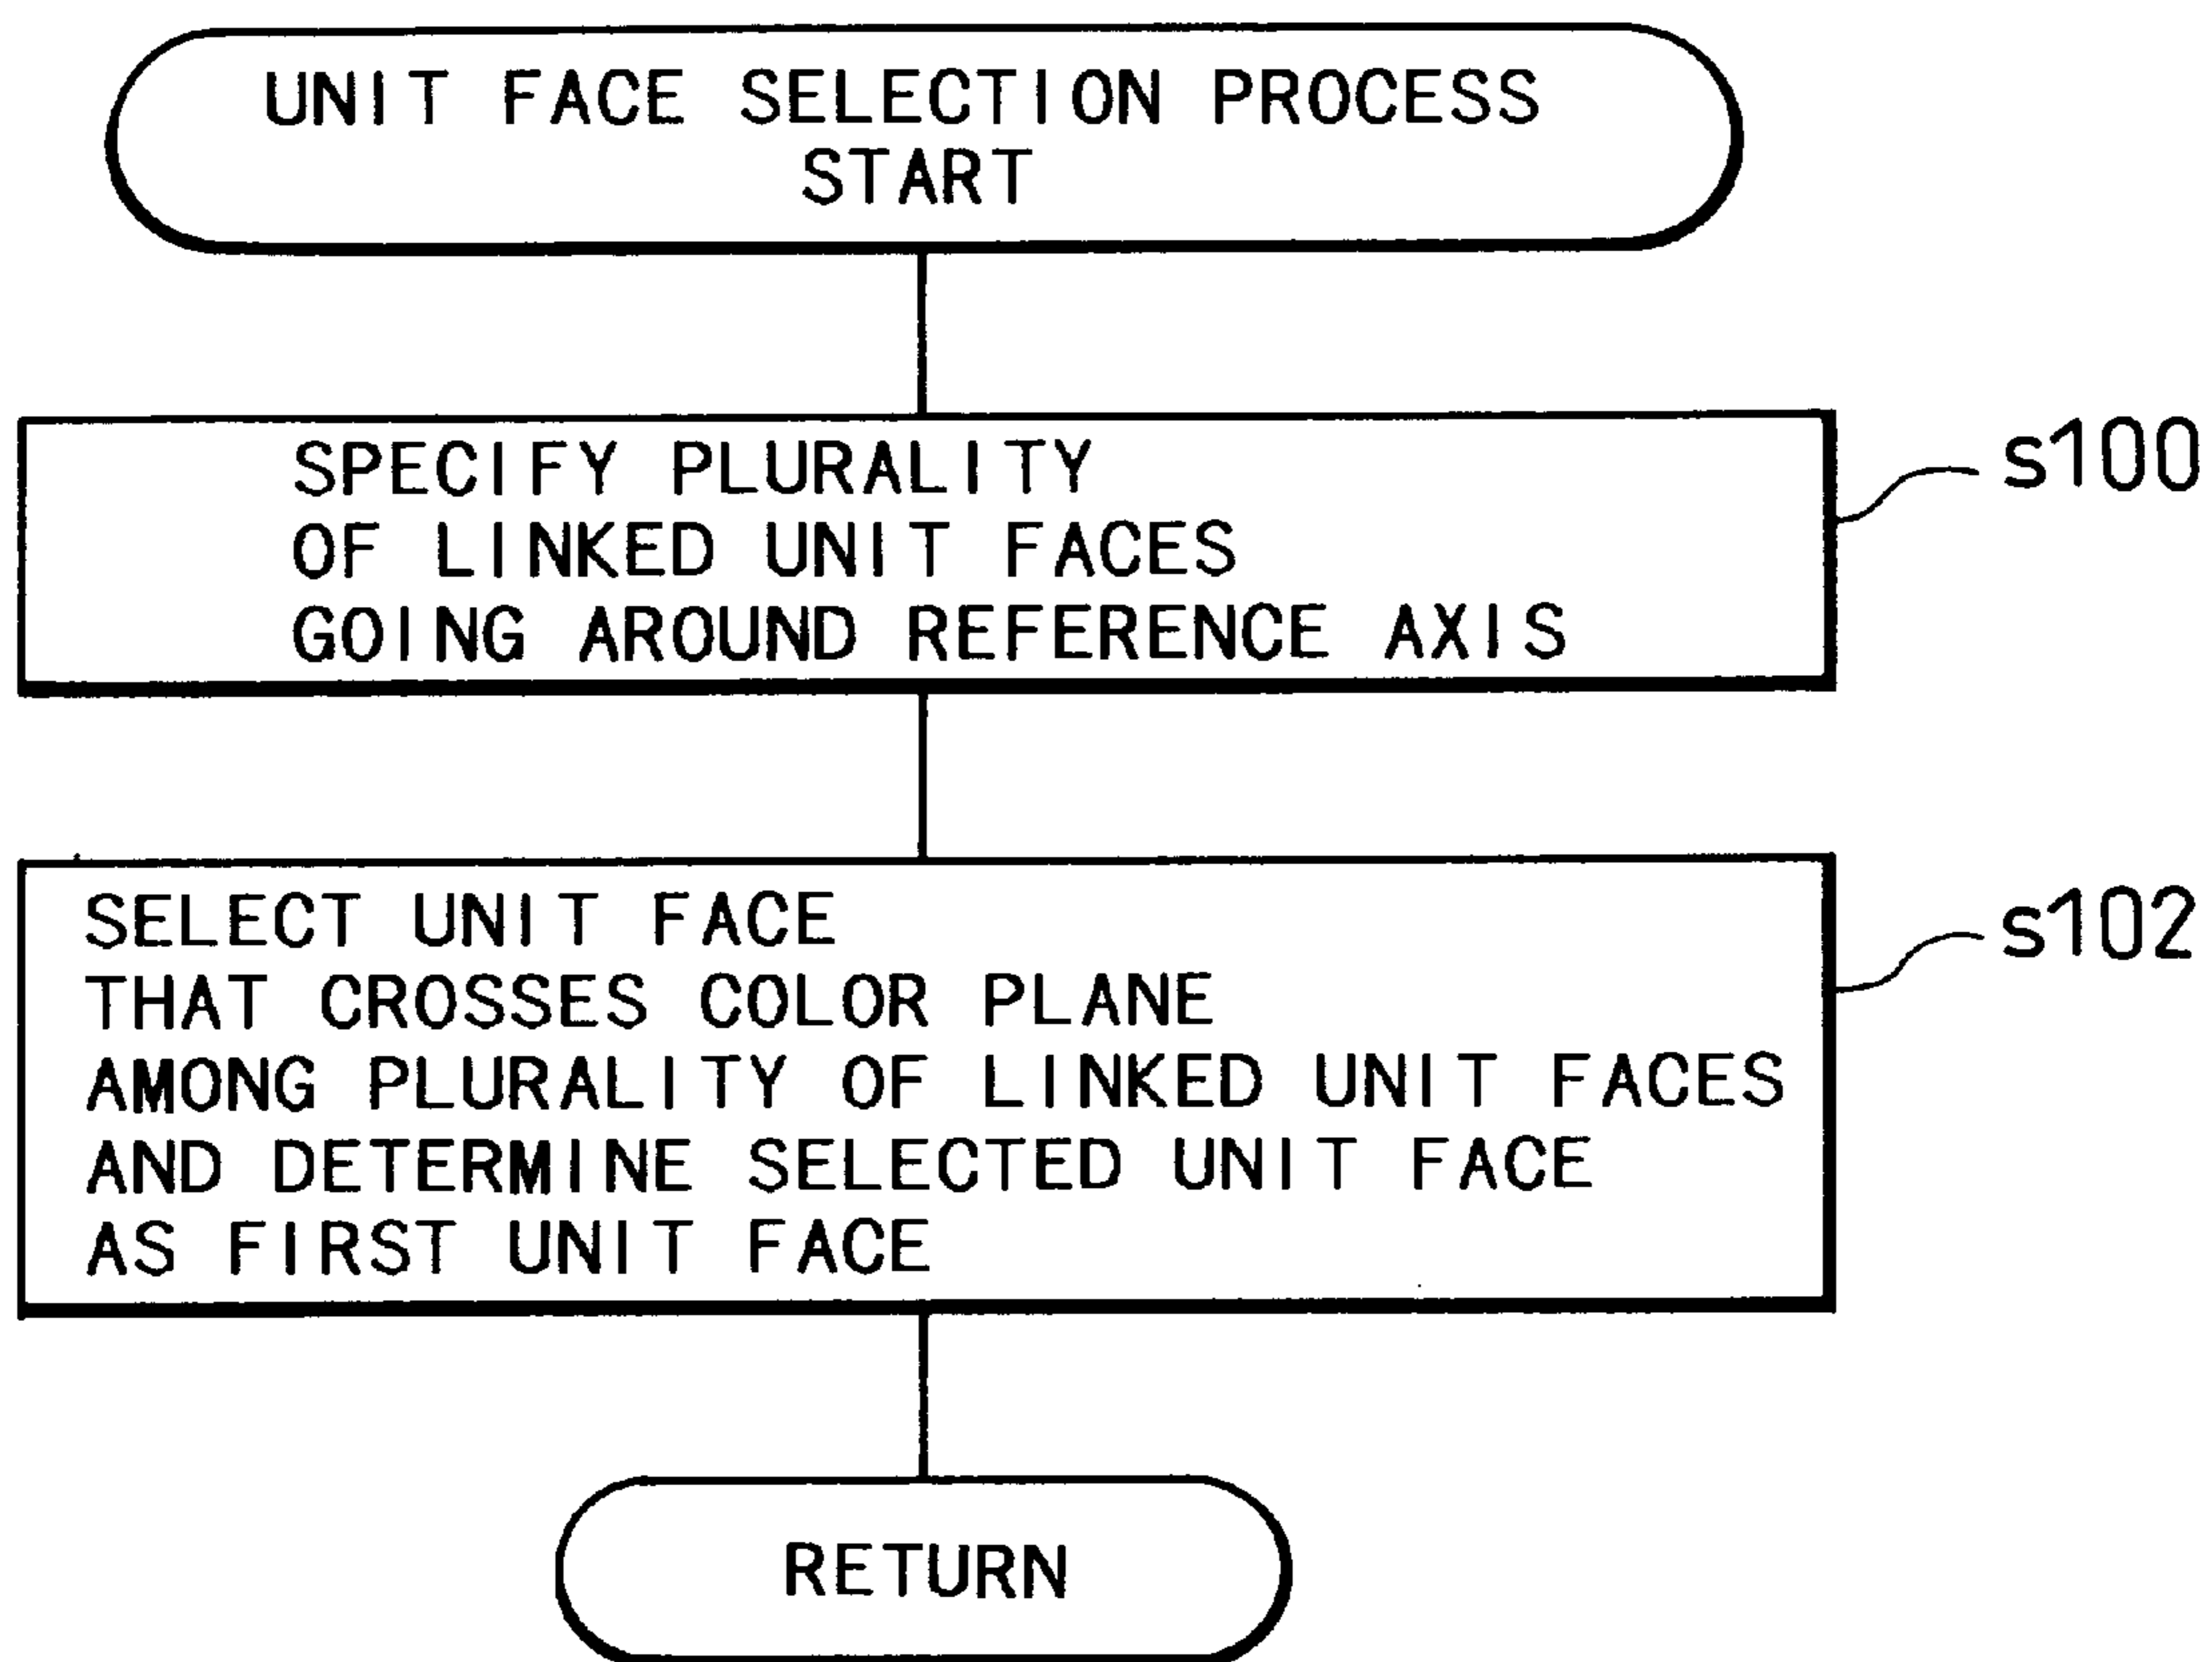 UNIT FACE SELECTION PROCESS
START
SPECIFY PLURALITY
OF LINKED UNIT FACES
GOING AROUND REFERENCE AXIS
s100
SELECT UNIT FACE
THAT CROSSES COLOR PLANE
AMONG PLURALITY OF LINKED UNIT FACES
AND DETERMINE SELECTED UNIT FACE
AS FIRST UNIT FACE
s102
RETURN